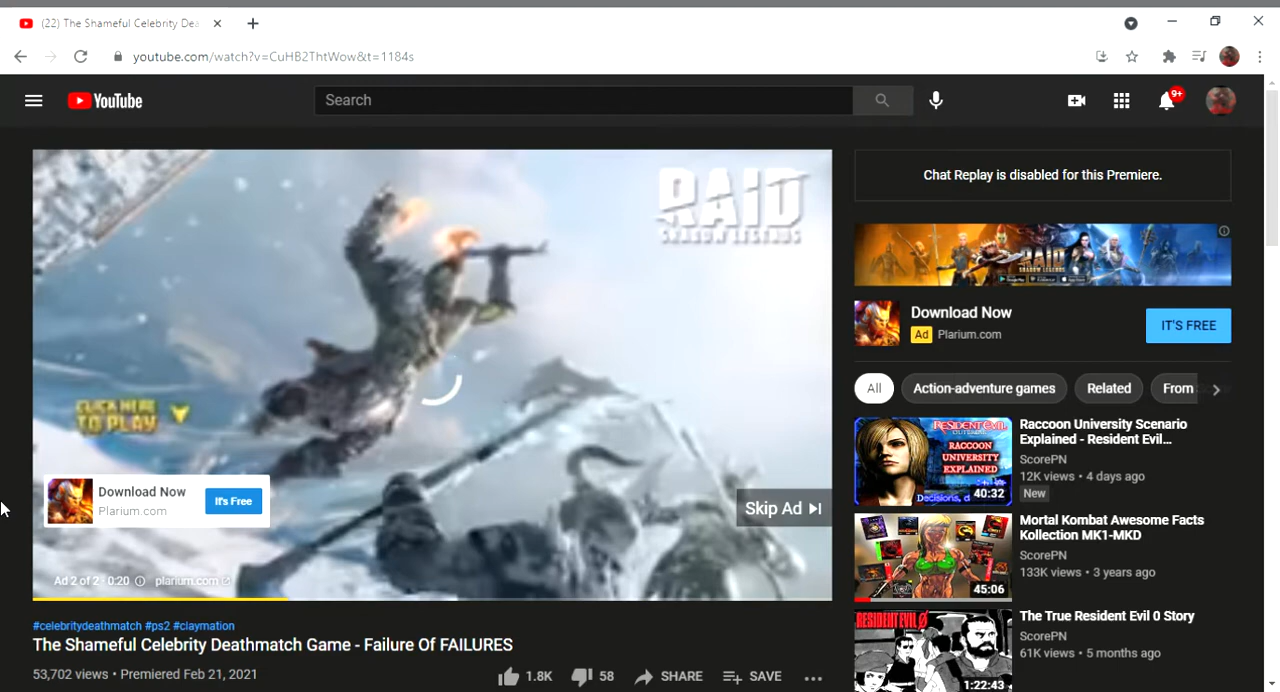 (22) The Shameful Celebrity Dea
youtube.com/watch?v=CuHB2ThtWow&t=1184s
YouTube
Search
9+
RAID
SHADOW LEGENDS
CLICK HERE
TO PLAY
Download Now
Plarium.com
It's Free
Skip Ad
Ad 2 of 2 · 0:20
plarium.com
#celebritydeathmatch #ps2 #claymation
The Shameful Celebrity Deathmatch Game - Failure Of FAILURES
53,702 views • Premiered Feb 21, 2021
1.8K
58
SHARE
SAVE
Chat Replay is disabled for this Premiere.
RAID
SHADOW LEGENDS
Download Now
Ad Plarium.com
IT'S FREE
All
Action-adventure games
Related
From
RESIDENT EVIL
OUTBREAK
RACCOON
UNIVERSITY
EXPLAINED
Decisions,
40:32
Raccoon University Scenario
Explained - Resident Evil...
ScorePN
12K views • 4 days ago
New
45:06
Mortal Kombat Awesome Facts
Kollection MK1-MKD
ScorePN
133K views • 3 years ago
RESIDENT EVIL 0
1:22:43
The True Resident Evil 0 Story
ScorePN
61K views • 5 months ago